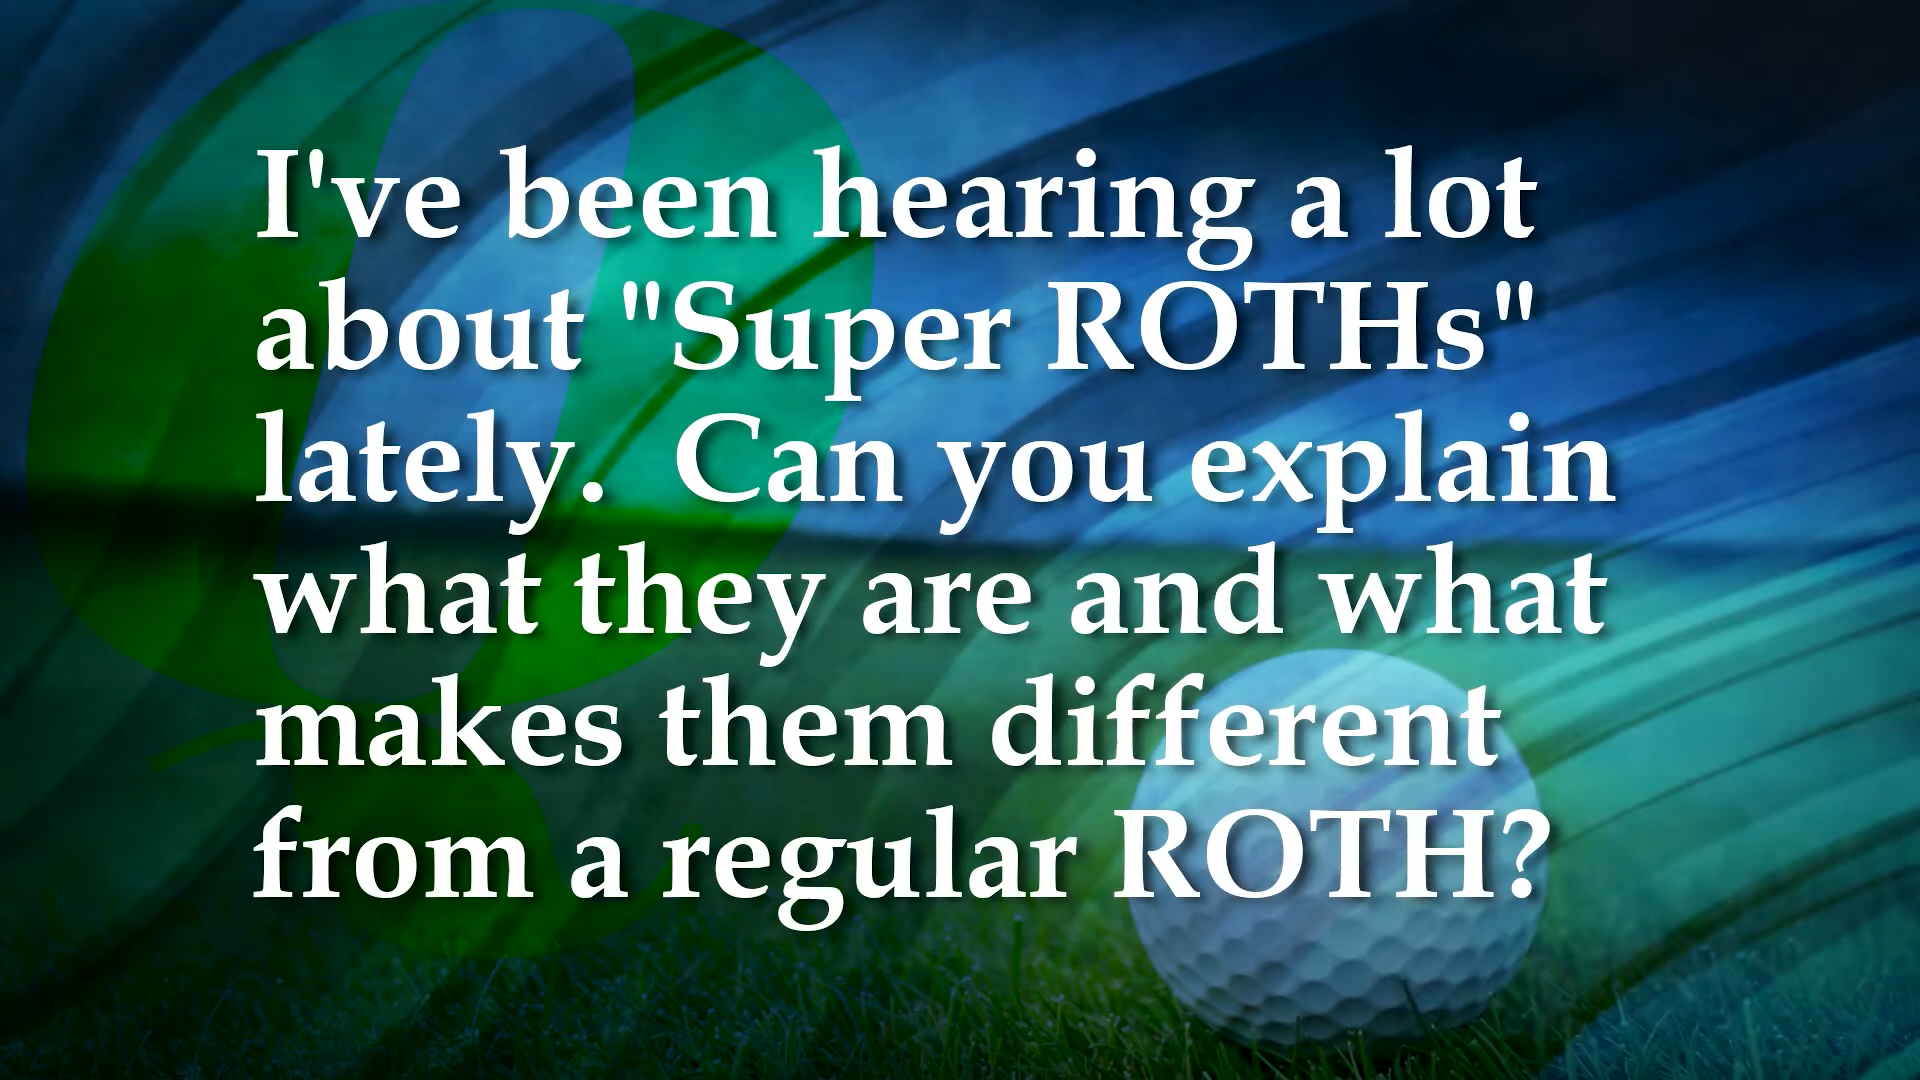 I've been hearing a lot
about "Super ROTHs"
lately.  Can you explain
what they are and what
makes them different
from a regular ROTH?